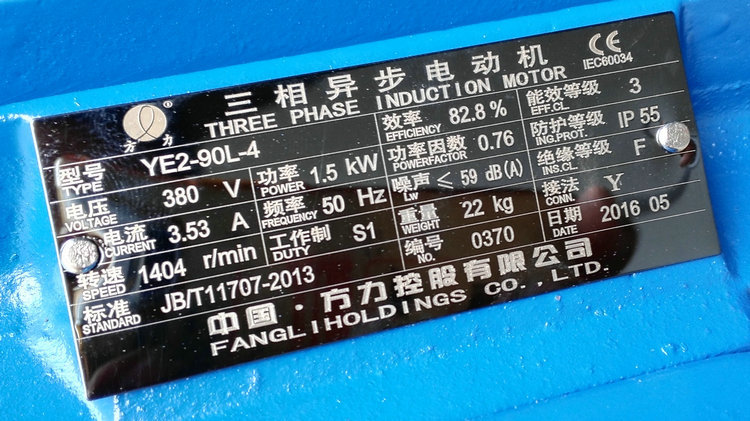 三相异步电动机
THREE PHASE INDUCTION MOTOR
CE
IEC60034
方 力 ®
型号 TYPE YE2-90L-4
效率 EFFICIENCY 82.8 %
能效等级 EFF.CL. 3
电压 VOLTAGE 380 V
功率 POWER 1.5 kW
功率因数 POWERFACTOR 0.76
防护等级 ING.PROT. IP 55
电流 CURRENT 3.53 A
频率 FREQUENCY 50 Hz
噪声 Lw ≤ 59 dB(A)
绝缘等级 INS.CL. F
转速 SPEED 1404 r/min
工作制 DUTY S1
重量 WEIGHT 22 kg
接法 CONN. Y
标准 STANDARD JB/T11707-2013
编号 NO. 0370
日期 DATE 2016 05
中国·方力控股有限公司
FANGLIHOLDINGS CO.,LTD.